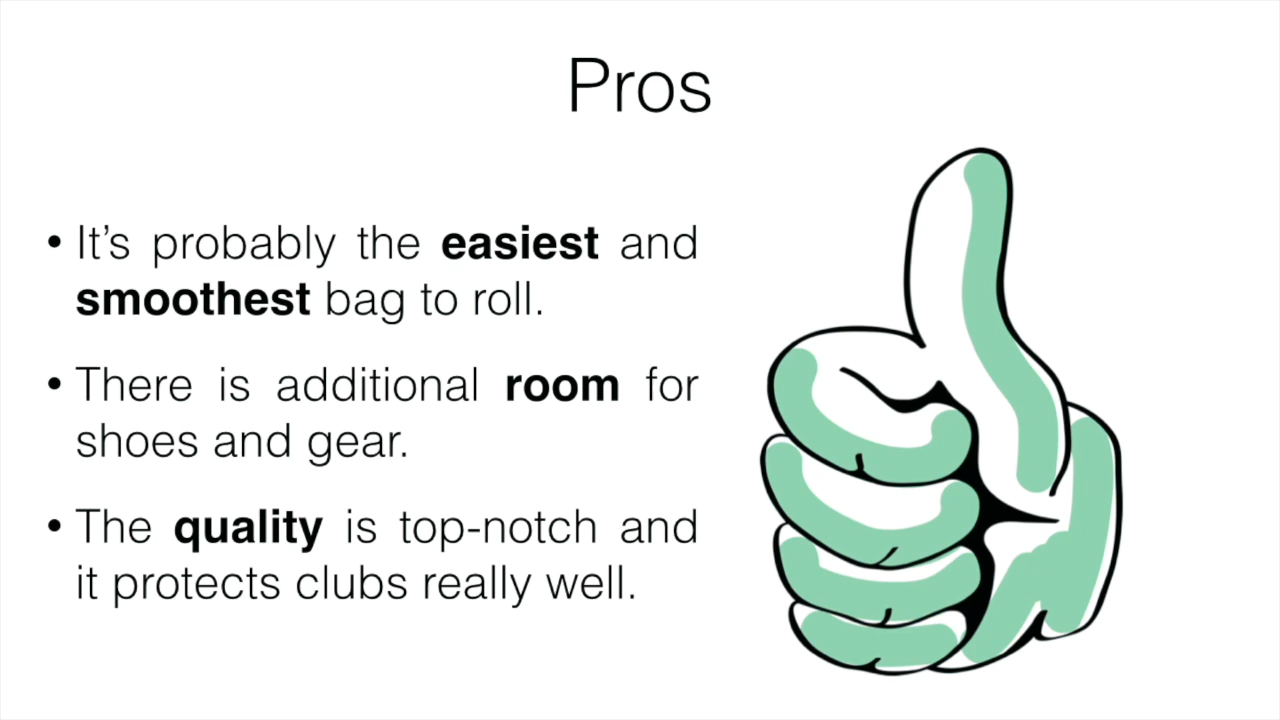 Pros
• It’s probably the easiest and
smoothest bag to roll.
• There is additional room for
shoes and gear.
• The quality is top-notch and
it protects clubs really well.